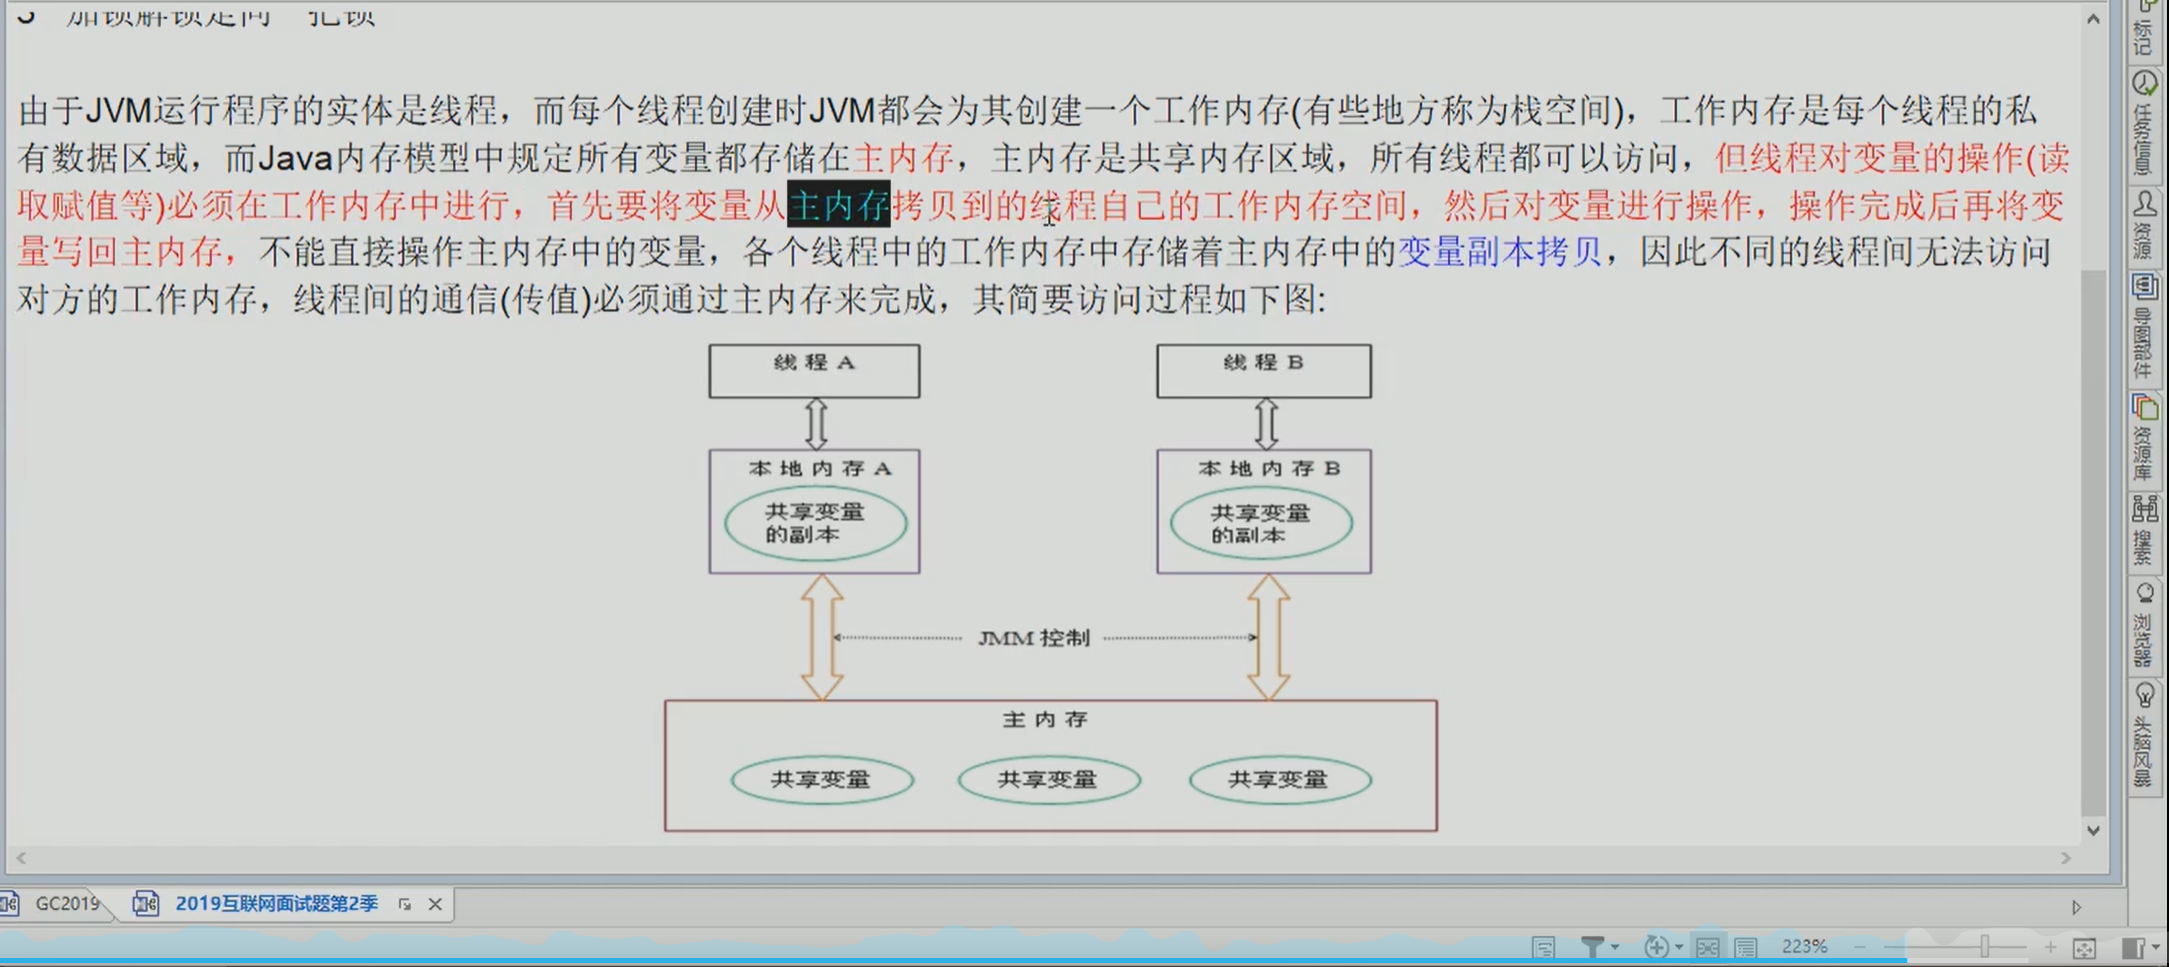 3 加锁解锁是同一把锁
由于JVM运行程序的实体是线程，而每个线程创建时JVM都会为其创建一个工作内存(有些地方称为栈空间)，工作内存是每个线程的私
有数据区域，而Java内存模型中规定所有变量都存储在主内存，主内存是共享内存区域，所有线程都可以访问，但线程对变量的操作(读
取赋值等)必须在工作内存中进行，首先要将变量从主内存拷贝到的线程自己的工作内存空间，然后对变量进行操作，操作完成后再将变
量写回主内存，不能直接操作主内存中的变量，各个线程中的工作内存中存储着主内存中的变量副本拷贝，因此不同的线程间无法访问
对方的工作内存，线程间的通信(传值)必须通过主内存来完成，其简要访问过程如下图:
线程A
线程B
本地内存A
本地内存B
共享变量
的副本
共享变量
的副本
JMM 控制
主内存
共享变量
共享变量
共享变量
标记
任务信息
资源
导图部件
资源库
搜索
浏览器
头脑风暴
GC2019
2019互联网面试题第2季
223%